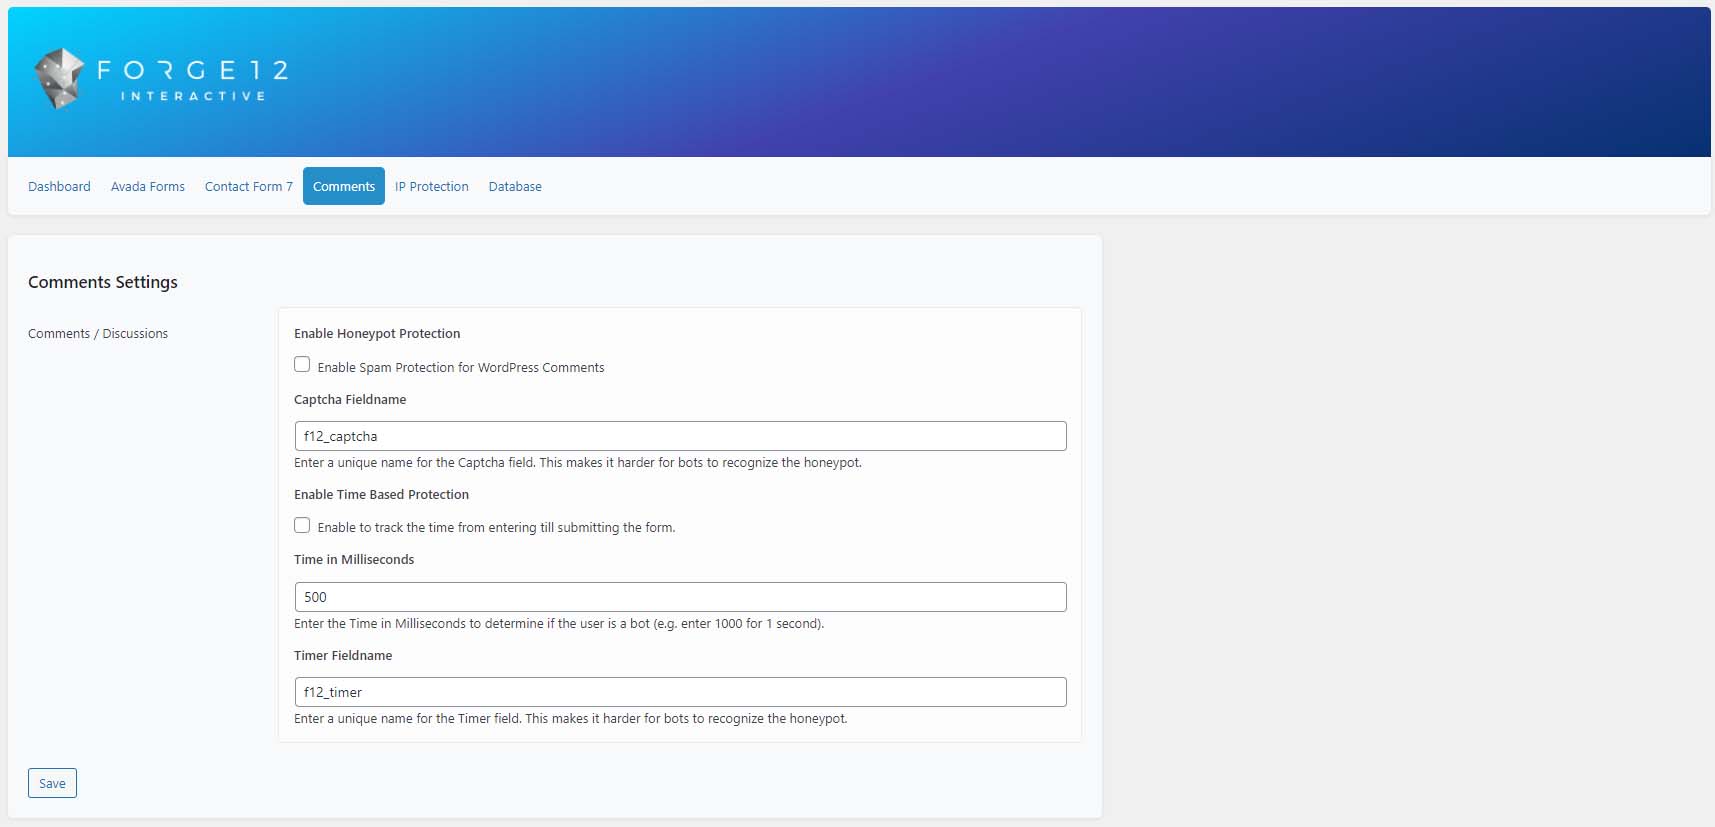 FORGE12
INTERACTIVE
Dashboard Avada Forms Contact Form 7 Comments IP Protection Database
Comments Settings
Comments / Discussions
Enable Honeypot Protection
Enable Spam Protection for WordPress Comments
Captcha Fieldname
f12_captcha
Enter a unique name for the Captcha field. This makes it harder for bots to recognize the honeypot.
Enable Time Based Protection
Enable to track the time from entering till submitting the form.
Time in Milliseconds
500
Enter the Time in Milliseconds to determine if the user is a bot (e.g. enter 1000 for 1 second).
Timer Fieldname
f12_timer
Enter a unique name for the Timer field. This makes it harder for bots to recognize the honeypot.
Save